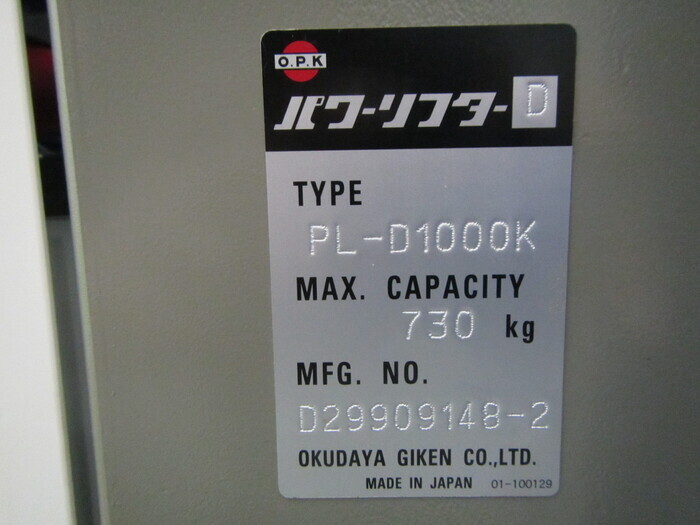 O.P.K
パワーリフターD
TYPE
PL-D1000K
MAX. CAPACITY
730 kg
MFG. NO.
D29909148-2
OKUDAYA GIKEN CO.,LTD.
MADE IN JAPAN 01-100129